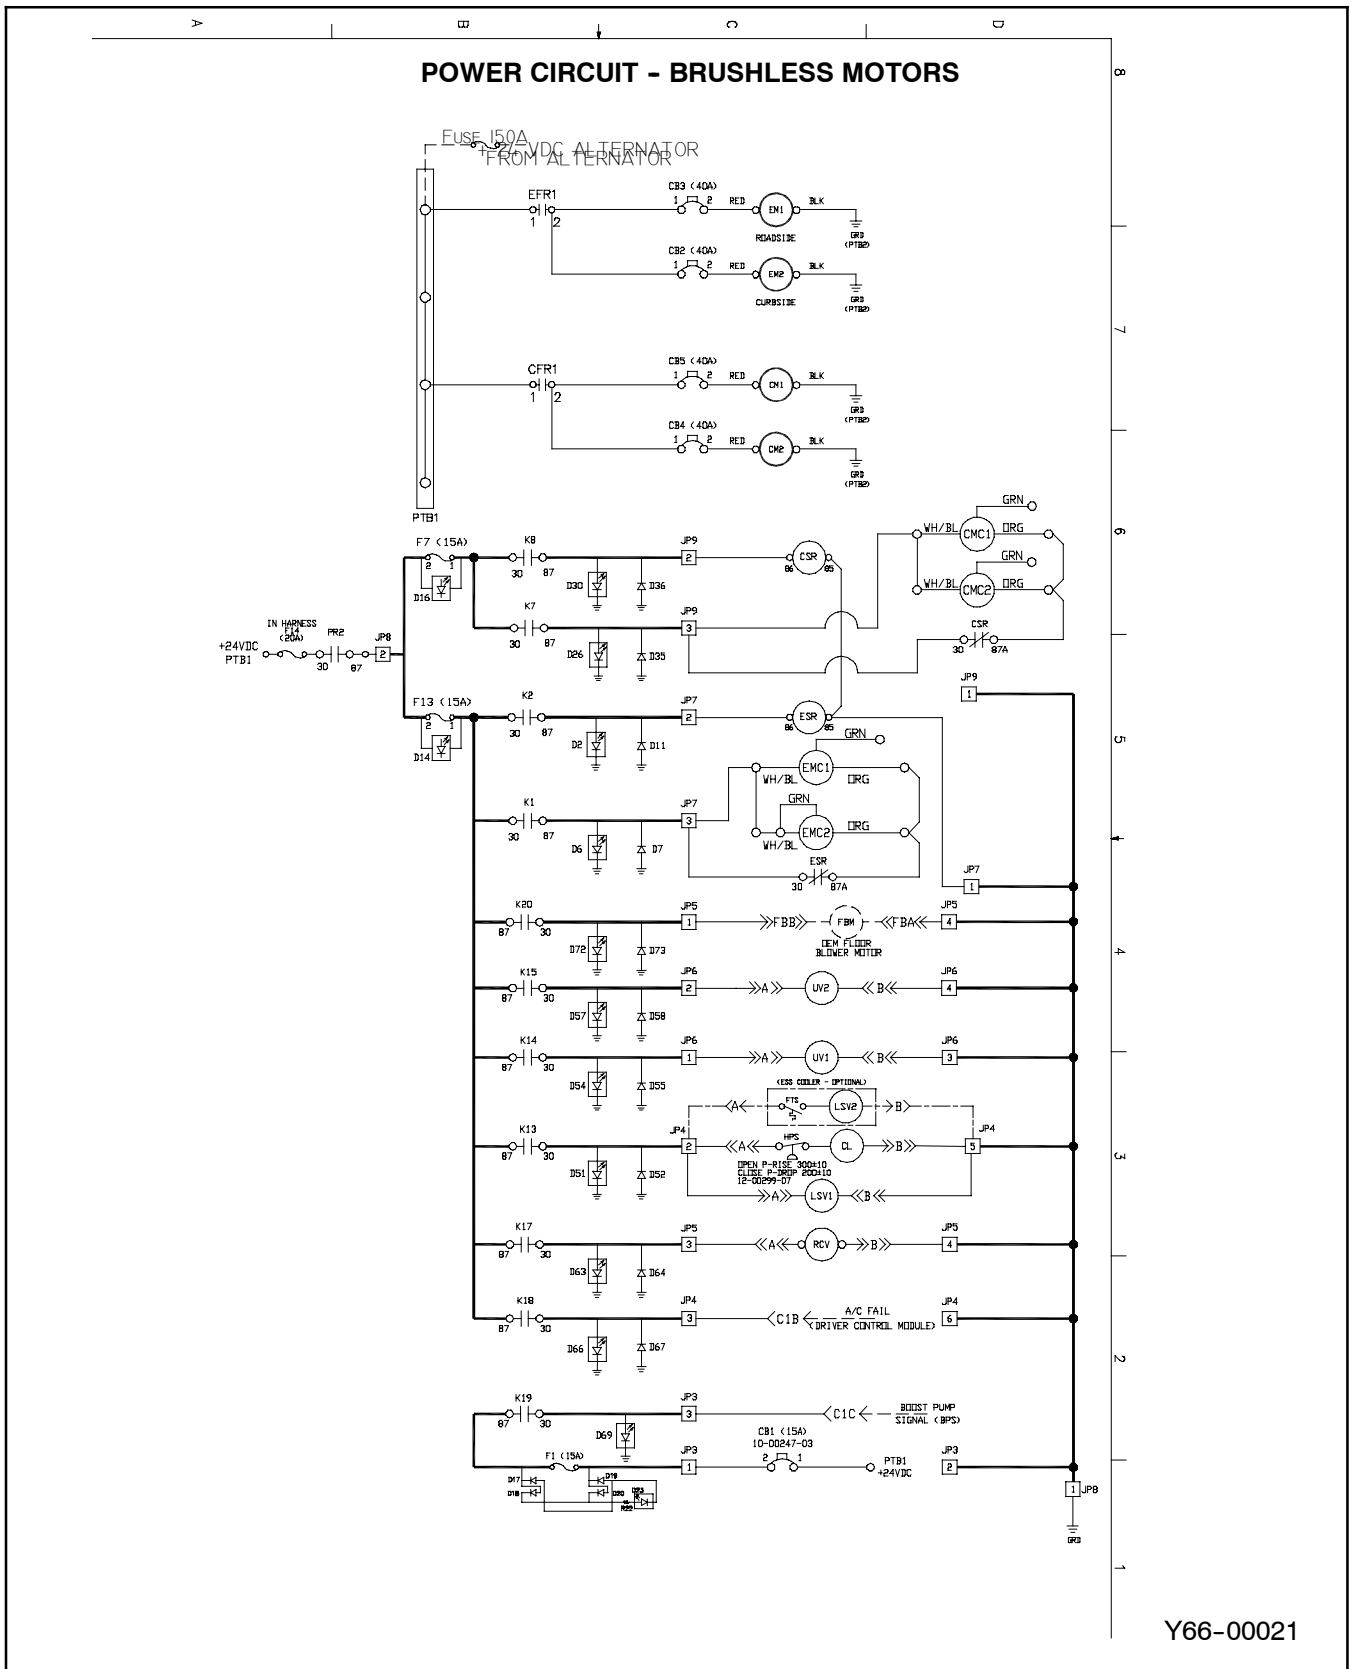 A B C D
8
POWER CIRCUIT - BRUSHLESS MOTORS
FUSE 150A
+ 24 VDC ALTERNATOR
FROM ALTERNATOR
EFR1
1 2
CB3 (40A)
1 2 RED EM1 BLK
ROADSIDE
GRD
(PTB2)
CB2 (40A)
1 2 RED EM2 BLK
CURBSIDE
GRD
(PTB2)
7
CFR1
1 2
CB5 (40A)
1 2 RED CM1 BLK
GRD
(PTB2)
CB4 (40A)
1 2 RED CM2 BLK
GRD
(PTB2)
PTB1
6
GRN
WH/BL CMC1 ORG
GRN
WH/BL CMC2 ORG
CSR
30 87A
F7 (15A)
2 1
D16
K8
30 87
D30 D36
JP9
2
CSR
86 85
K7
30 87
D26 D35
JP9
3
IN HARNESS
F14
(20A)
+24VDC
PTB1
PR2
30 87
JP8
2
JP9
1
F13 (15A)
2 1
D14
K2
30 87
D2 D11
JP7
2
ESR
86 85
5
GRN
EMC1
WH/BL ORG
GRN
EMC2 ORG
WH/BL
ESR
30 87A
K1
30 87
D6 D7
JP7
3
JP7
1
K20
87 30
D72 D73
JP5
1
FBB FBM FBA
OEM FLOOR
BLOWER MOTOR
JP5
4
4
K15
87 30
D57 D58
JP6
2
A UV2 B
JP6
4
K14
87 30
D54 D55
JP6
1
A UV1 B
JP6
3
(ESS COOLER - OPTIONAL)
A FTS LSV2 B
K13
87 30
D51 D52
JP4
2
A HPS CL B
JP4
5
3
OPEN P-RISE 300±10
CLOSE P-DROP 200±10
12-00299-07
A LSV1 B
K17
87 30
D63 D64
JP5
3
A RCV B
JP5
4
K18
87 30
D66 D67
JP4
3
C1B
A/C FAIL
(DRIVER CONTROL MODULE)
JP4
6
2
K19
87 30
D69
JP3
3
C1C
BOOST PUMP
SIGNAL (BPS)
F1 (15A)
D17 D19
D18 D20
JP3
1
CB1 (15A)
10-00247-03
2 1
PTB1
+24VDC
JP3
2
1 JP8
GRD
1
Y66-00021